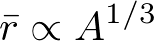 r̄ ∝ A^{1/3}